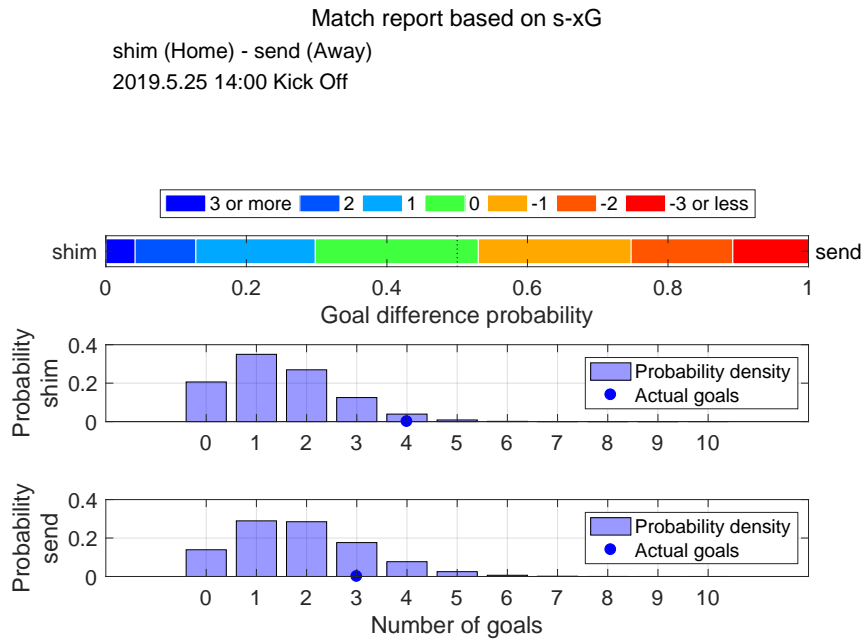 Match report based on s-xG
shim (Home) - send (Away)
2019.5.25 14:00 Kick Off
3 or more 2 1 0 -1 -2 -3 or less
shim send
0 0.2 0.4 0.6 0.8 1
Goal difference probability
Probability
shim
0.4
0.2
0
Probability density
Actual goals
0 1 2 3 4 5 6 7 8 9 10
Probability
send
0.4
0.2
0
Probability density
Actual goals
0 1 2 3 4 5 6 7 8 9 10
Number of goals